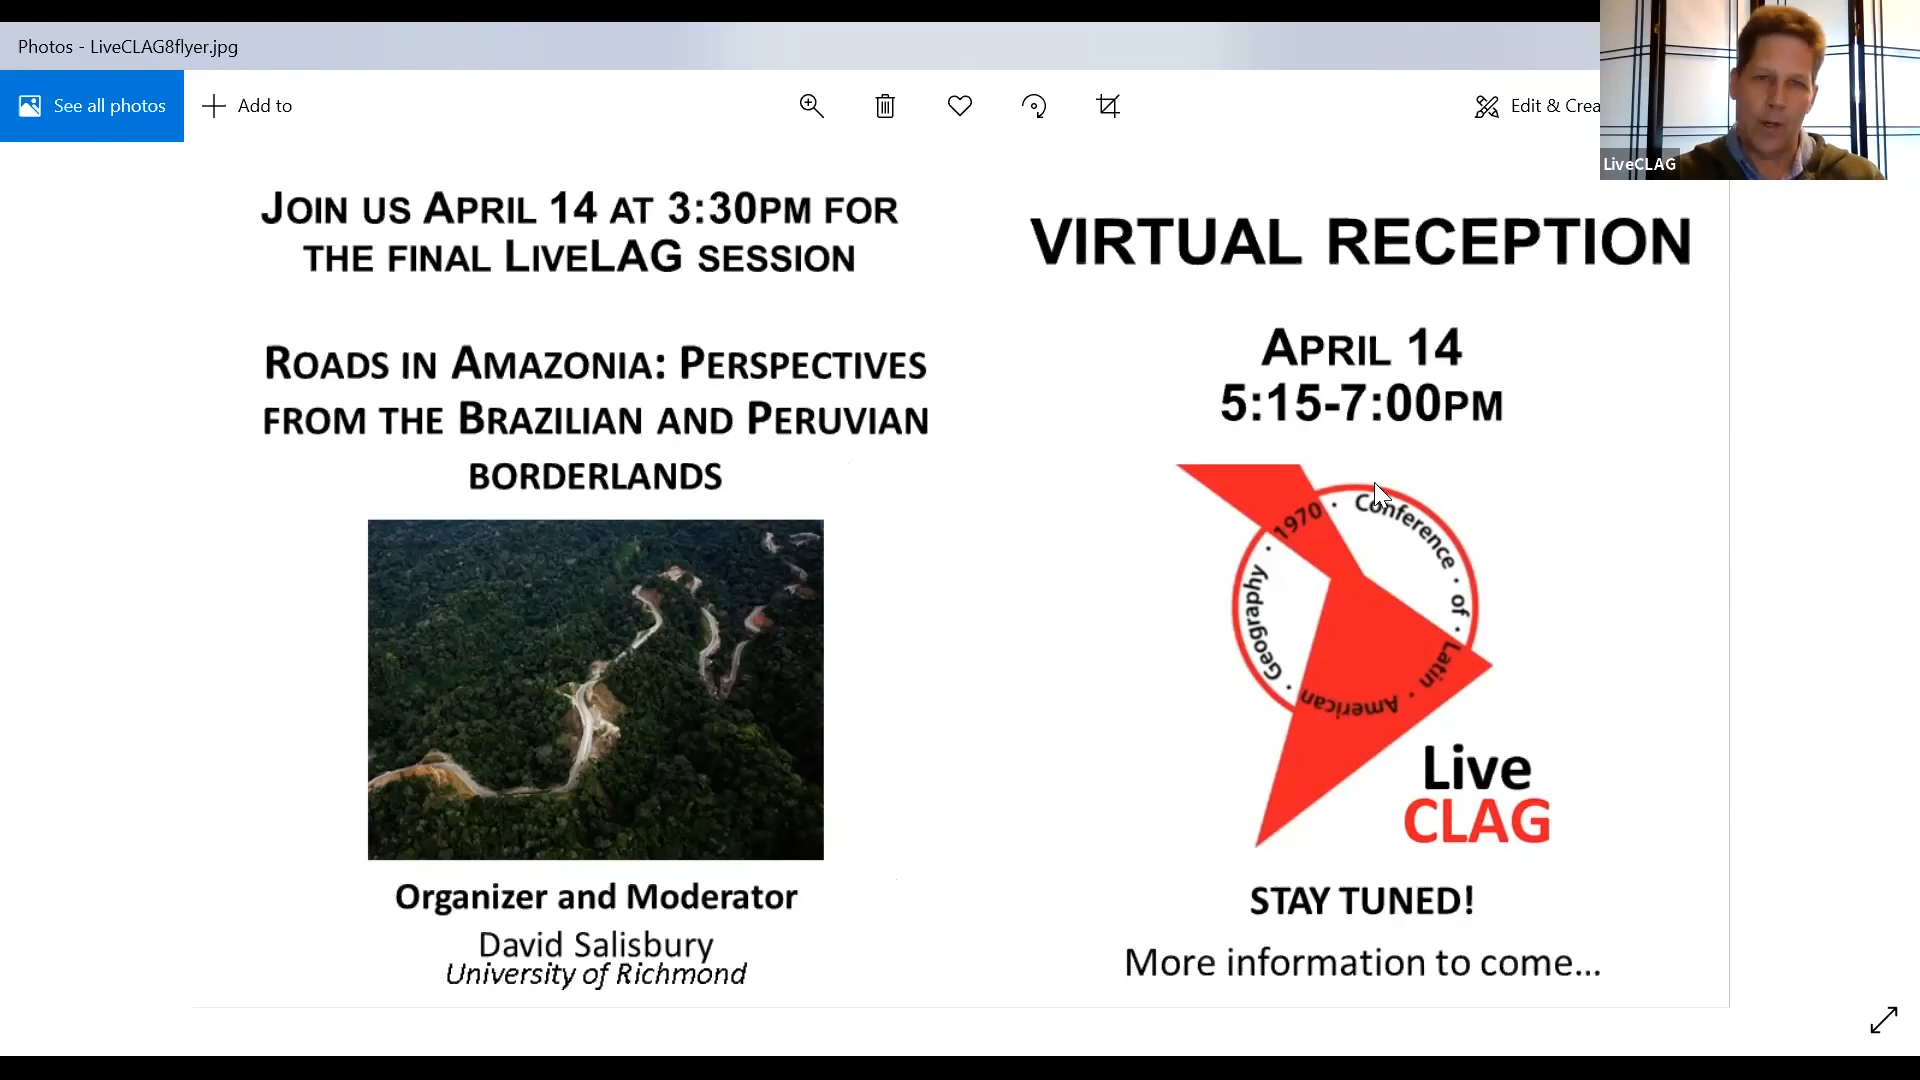 Photos - LiveCLAG8flyer.jpg
See all photos
Add to
Edit & Crea
LiveCLAG
JOIN US APRIL 14 AT 3:30PM FOR
THE FINAL LIVELAG SESSION
ROADS IN AMAZONIA: PERSPECTIVES
FROM THE BRAZILIAN AND PERUVIAN
BORDERLANDS
Organizer and Moderator
David Salisbury
University of Richmond
VIRTUAL RECEPTION
APRIL 14
5:15-7:00PM
1970 · Conference · of · Latin · American · Geography ·
Live
CLAG
STAY TUNED!
More information to come...